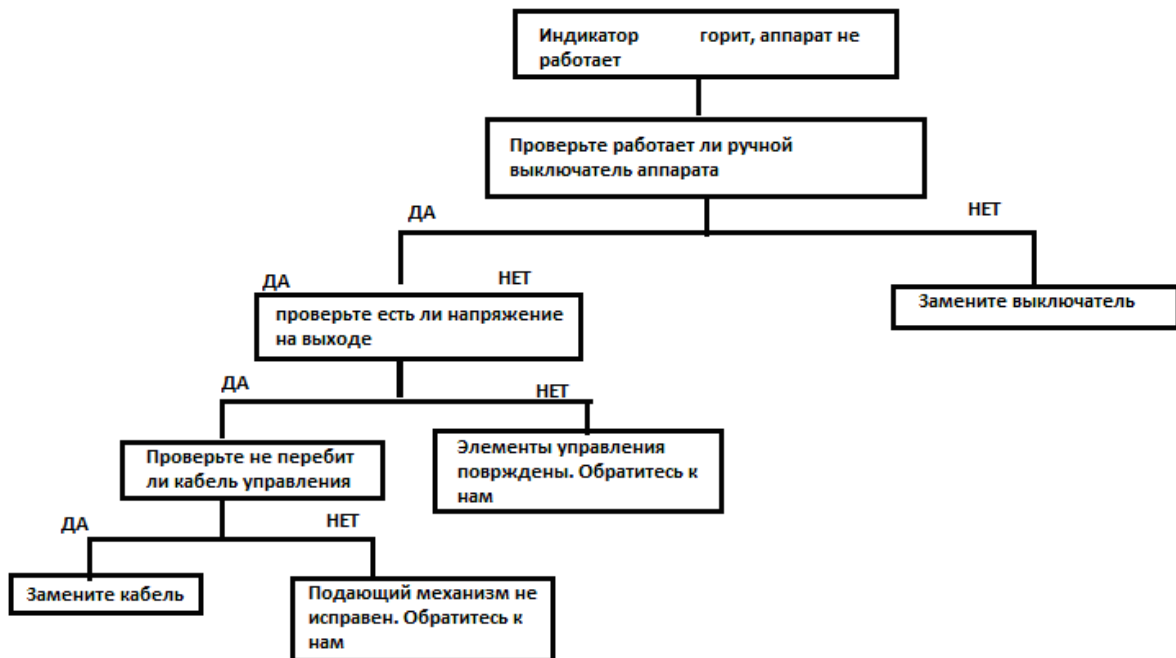 Индикатор горит, аппарат не
работает
Проверьте работает ли ручной
выключатель аппарата
ДА
НЕТ
ДА
НЕТ
проверьте есть ли напряжение
на выходе
Замените выключатель
ДА
НЕТ
Проверьте не перебит
ли кабель управления
Элементы управления
поврждены. Обратитесь к
нам
ДА
НЕТ
Замените кабель
Подающий механизм не
исправен. Обратитесь к
нам